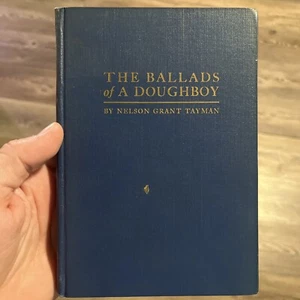 THE BALLADS
of A DOUGHBOY
BY NELSON GRANT TAYMAN